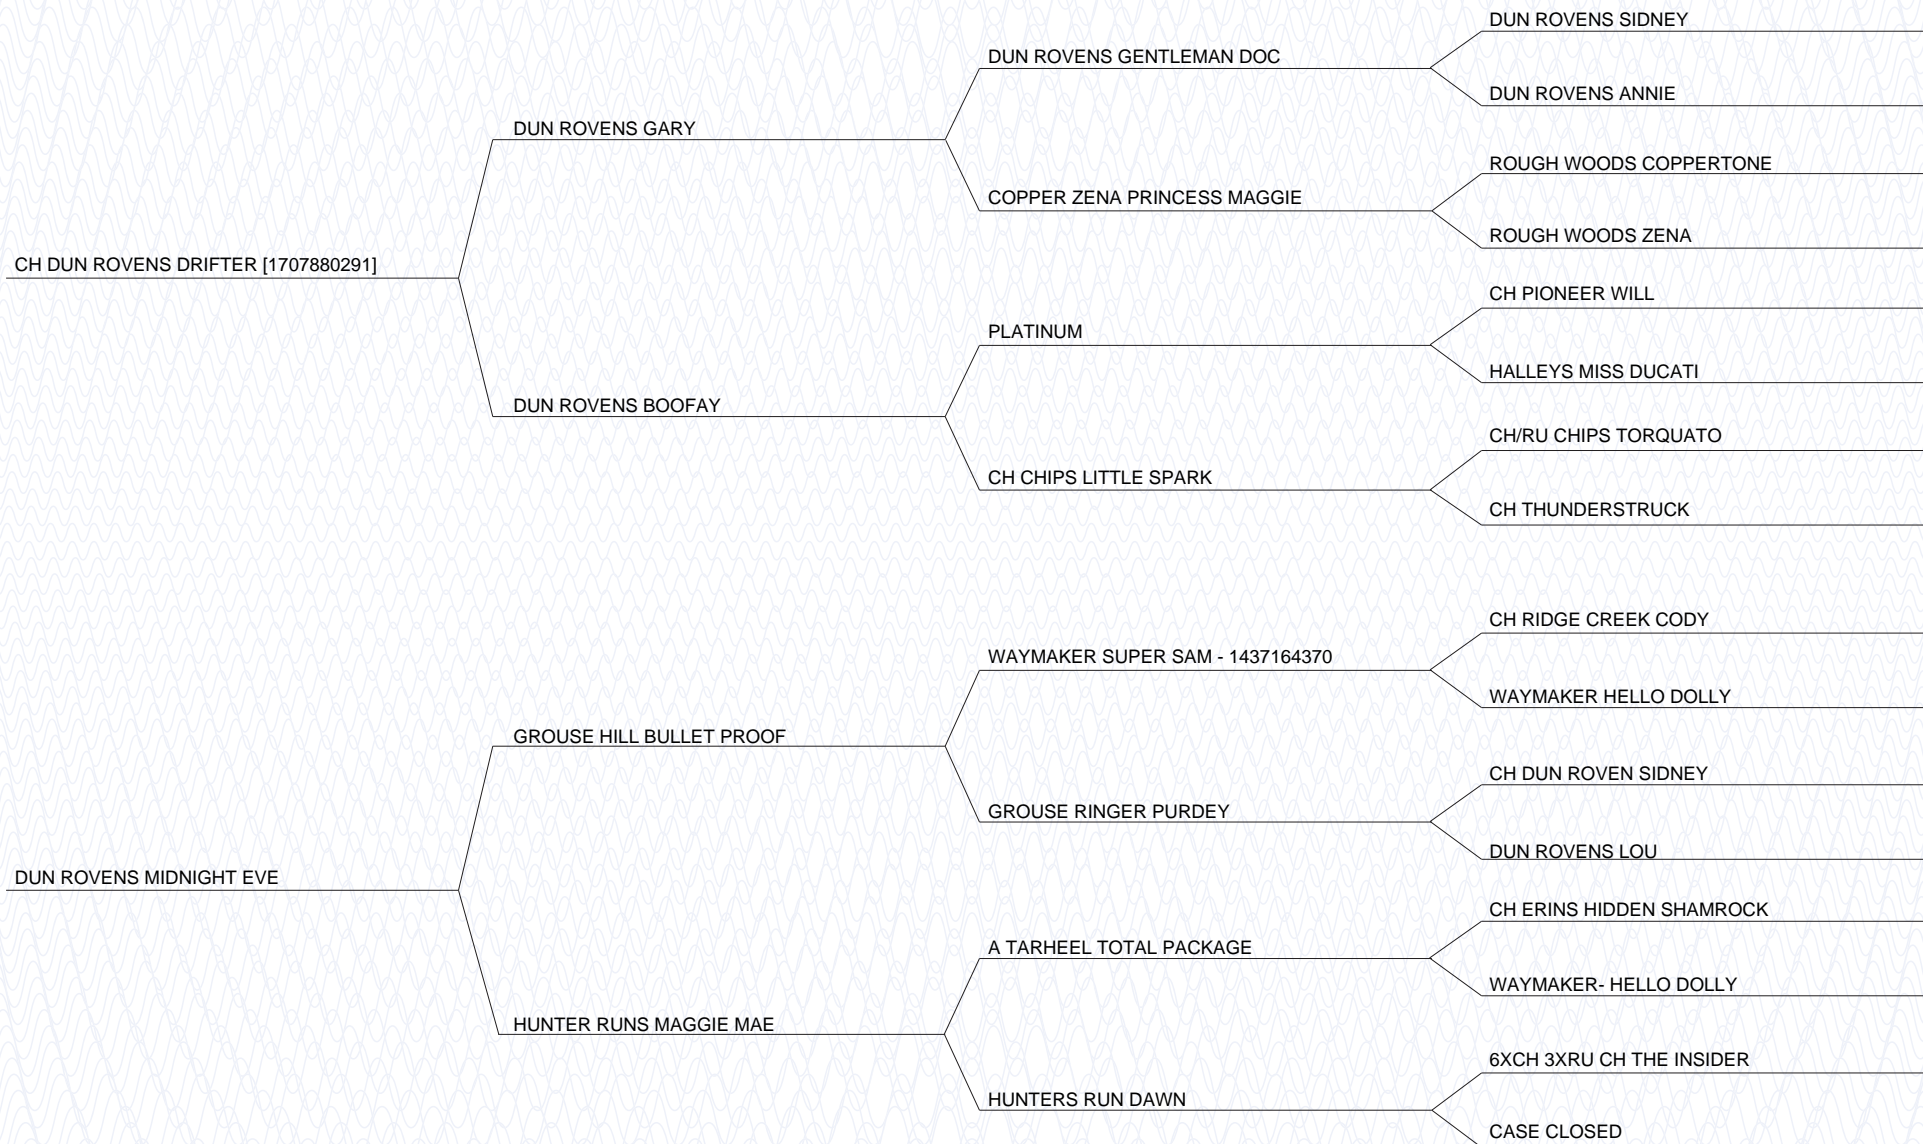 DUN ROVENS SIDNEY
DUN ROVENS GENTLEMAN DOC
DUN ROVENS ANNIE
DUN ROVENS GARY
ROUGH WOODS COPPERTONE
COPPER ZENA PRINCESS MAGGIE
ROUGH WOODS ZENA
CH DUN ROVENS DRIFTER [1707880291]
CH PIONEER WILL
PLATINUM
HALLEYS MISS DUCATI
DUN ROVENS BOOFAY
CH/RU CHIPS TORQUATO
CH CHIPS LITTLE SPARK
CH THUNDERSTRUCK
CH RIDGE CREEK CODY
WAYMAKER SUPER SAM - 1437164370
WAYMAKER HELLO DOLLY
GROUSE HILL BULLET PROOF
CH DUN ROVEN SIDNEY
GROUSE RINGER PURDEY
DUN ROVENS LOU
DUN ROVENS MIDNIGHT EVE
CH ERINS HIDDEN SHAMROCK
A TARHEEL TOTAL PACKAGE
WAYMAKER- HELLO DOLLY
HUNTER RUNS MAGGIE MAE
6XCH 3XRU CH THE INSIDER
HUNTERS RUN DAWN
CASE CLOSED